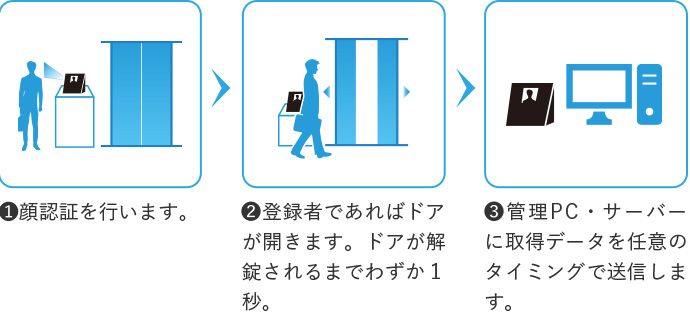 ❶顔認証を行います。
❷登録者であればドア
が開きます。ドアが解
錠されるまでわずか1
秒。
❸管理PC・サーバー
に取得データを任意の
タイミングで送信しま
す。